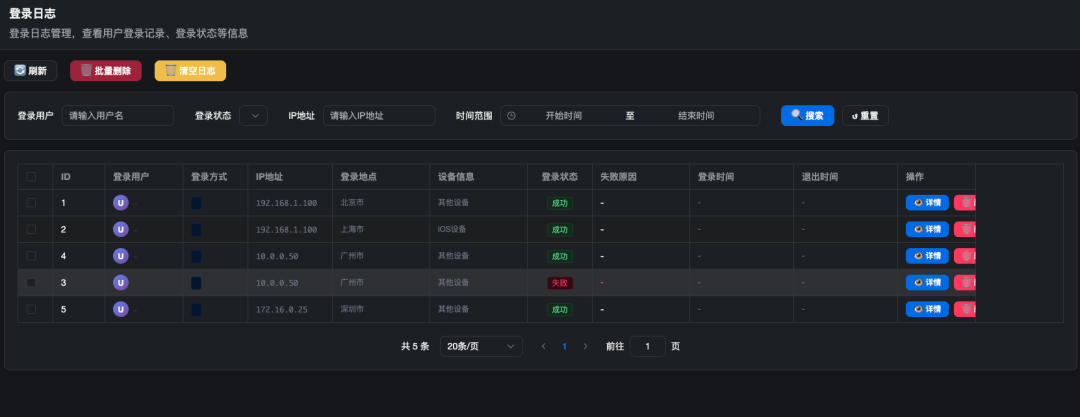 登录日志
登录日志管理，查看用户登录记录、登录状态等信息
刷新 批量删除 清空日志
登录用户 请输入用户名 登录状态 IP地址 请输入IP地址 时间范围 开始时间 至 结束时间 搜索 重置
ID 登录用户 登录方式 IP地址 登录地点 设备信息 登录状态 失败原因 登录时间 退出时间 操作
1 U - 192.168.1.100 北京市 其他设备 成功 - - - 详情
2 U - 192.168.1.100 上海市 iOS设备 成功 - - - 详情
4 U - 10.0.0.50 广州市 其他设备 成功 - - - 详情
3 U - 10.0.0.50 广州市 其他设备 失败 - - - 详情
5 U - 172.16.0.25 深圳市 其他设备 成功 - - - 详情
共 5 条 20条/页 < 1 > 前往 1 页